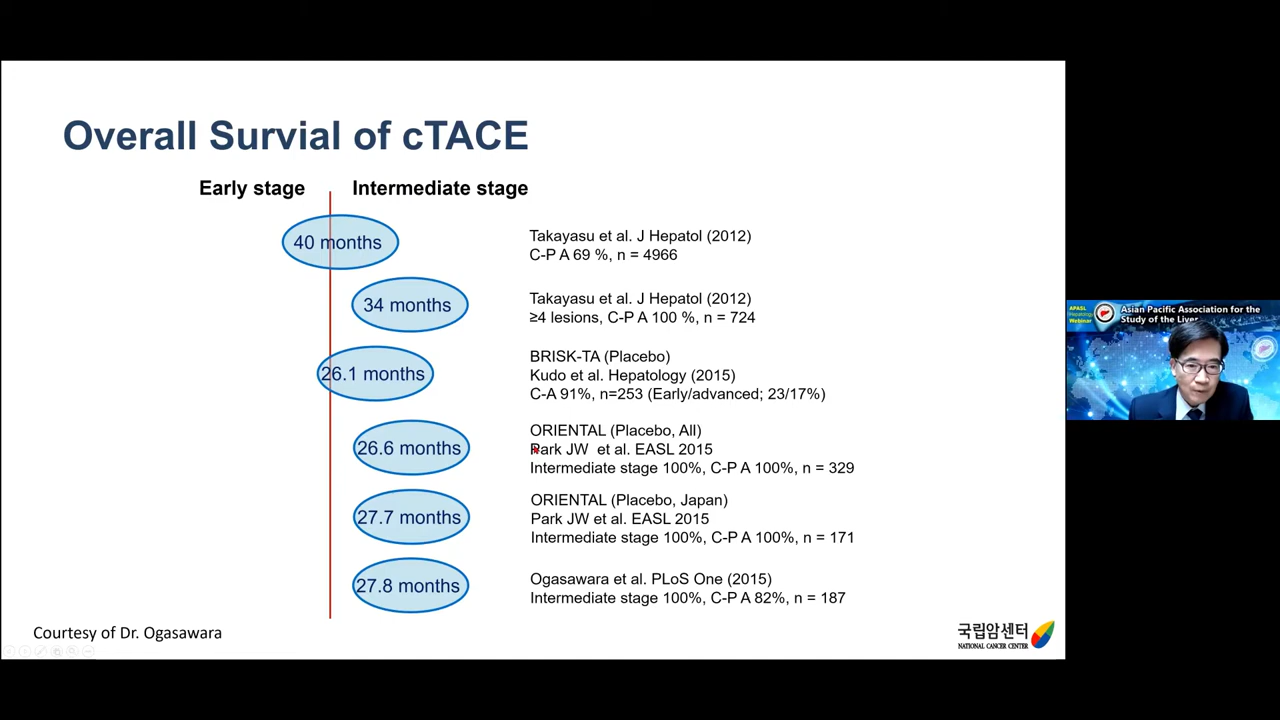 Overall Survial of cTACE
Early stage
Intermediate stage
40 months
Takayasu et al. J Hepatol (2012)
C-P A 69 %, n = 4966
34 months
Takayasu et al. J Hepatol (2012)
≥4 lesions, C-P A 100 %, n = 724
26.1 months
BRISK-TA (Placebo)
Kudo et al. Hepatology (2015)
C-A 91%, n=253 (Early/advanced; 23/17%)
26.6 months
ORIENTAL (Placebo, All)
Park JW et al. EASL 2015
Intermediate stage 100%, C-P A 100%, n = 329
27.7 months
ORIENTAL (Placebo, Japan)
Park JW et al. EASL 2015
Intermediate stage 100%, C-P A 100%, n = 171
27.8 months
Ogasawara et al. PLoS One (2015)
Intermediate stage 100%, C-P A 82%, n = 187
Courtesy of Dr. Ogasawara
국립암센터
NATIONAL CANCER CENTER
APASL
Hepatology
Webinar
Asian Pacific Association for the
Study of the Liver